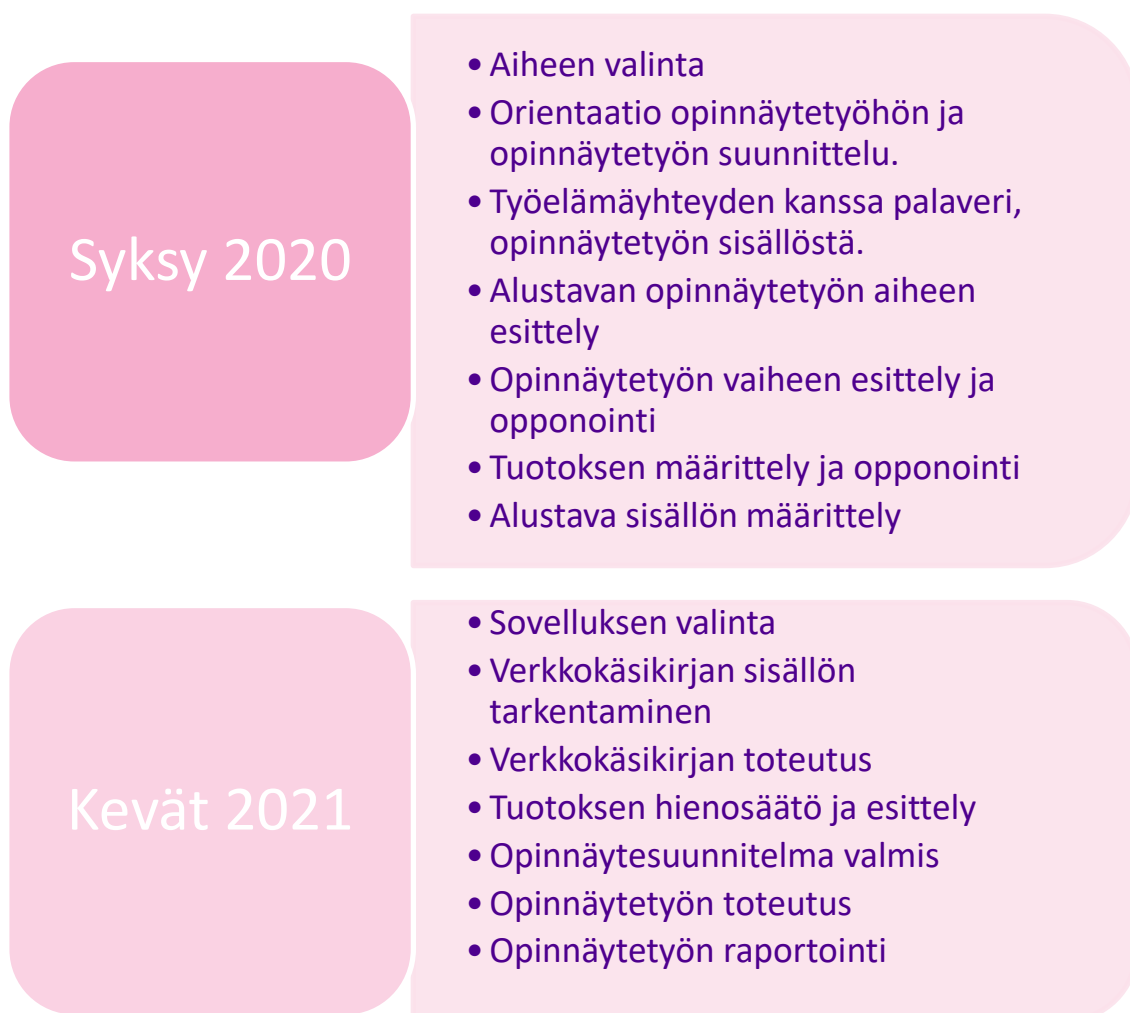 Syksy 2020
• Aiheen valinta
• Orientaatio opinnäytetyöhön ja
opinnäytetyön suunnittelu.
• Työelämäyhteyden kanssa palaveri,
opinnäytetyön sisällöstä.
• Alustavan opinnäytetyön aiheen
esittely
• Opinnäytetyön vaiheen esittely ja
opponointi
• Tuotoksen määrittely ja opponointi
• Alustava sisällön määrittely
Kevät 2021
• Sovelluksen valinta
• Verkkokäsikirjan sisällön
tarkentaminen
• Verkkokäsikirjan toteutus
• Tuotoksen hienosäätö ja esittely
• Opinnäytesuunnitelma valmis
• Opinnäytetyön toteutus
• Opinnäytetyön raportointi